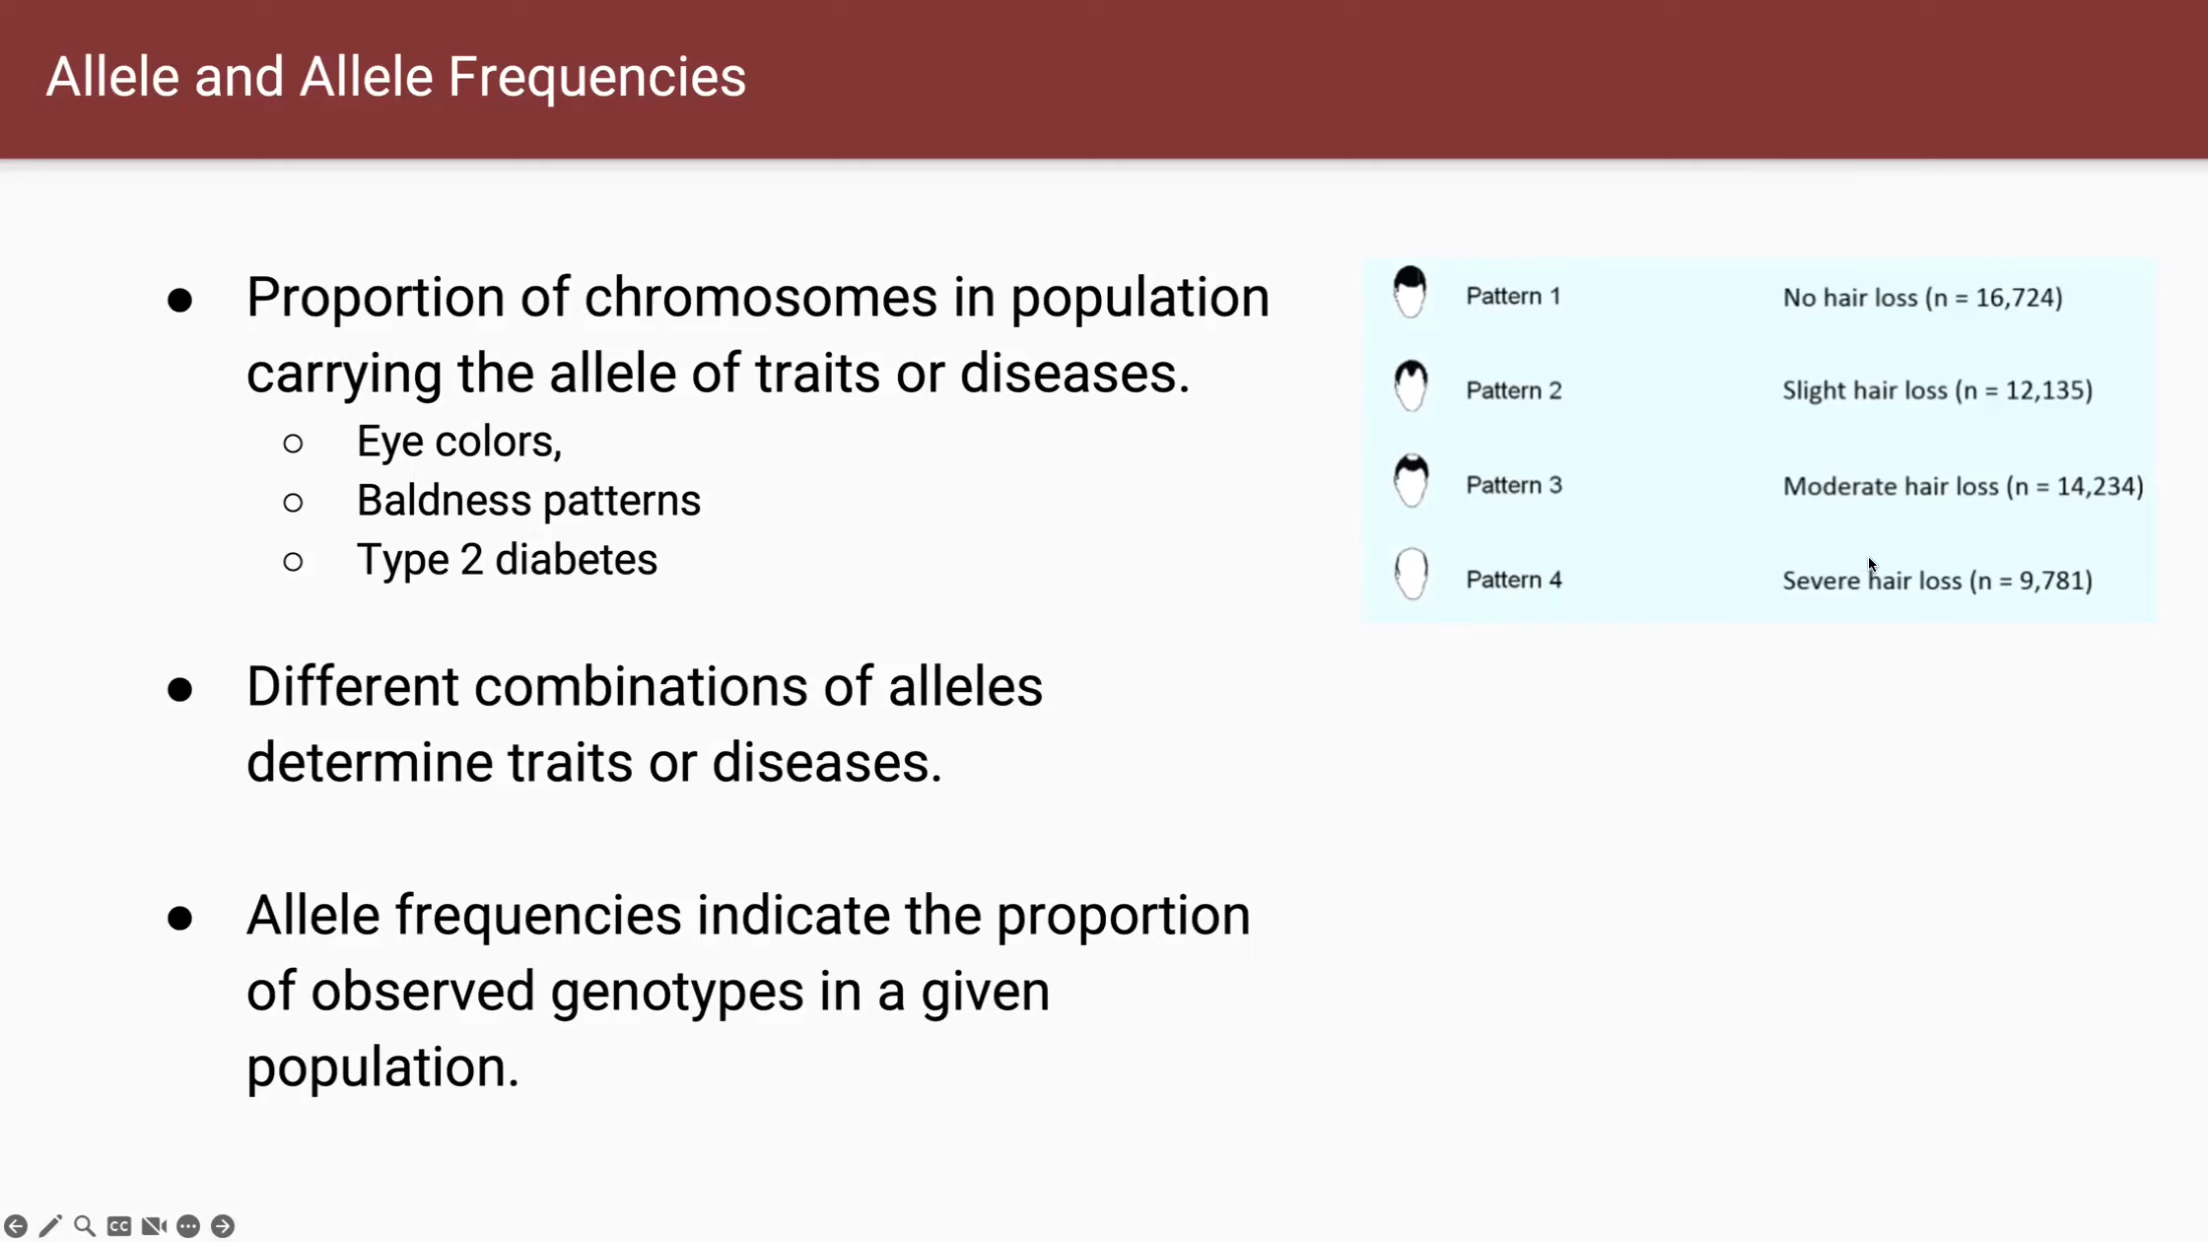 Allele and Allele Frequencies
● Proportion of chromosomes in population
carrying the allele of traits or diseases.
○ Eye colors,
○ Baldness patterns
○ Type 2 diabetes
● Different combinations of alleles
determine traits or diseases.
● Allele frequencies indicate the proportion
of observed genotypes in a given
population.
Pattern 1 No hair loss (n = 16,724)
Pattern 2 Slight hair loss (n = 12,135)
Pattern 3 Moderate hair loss (n = 14,234)
Pattern 4 Severe hair loss (n = 9,781)
CC